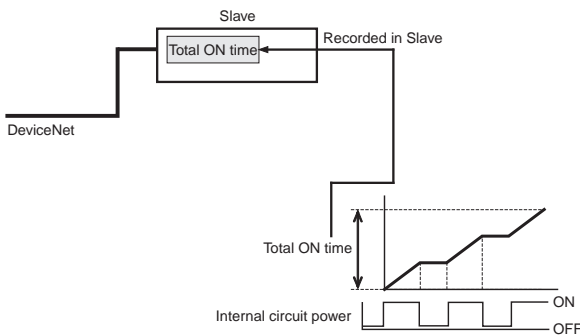 Slave
Total ON time
Recorded in Slave
DeviceNet
Total ON time
Internal circuit power
ON
OFF